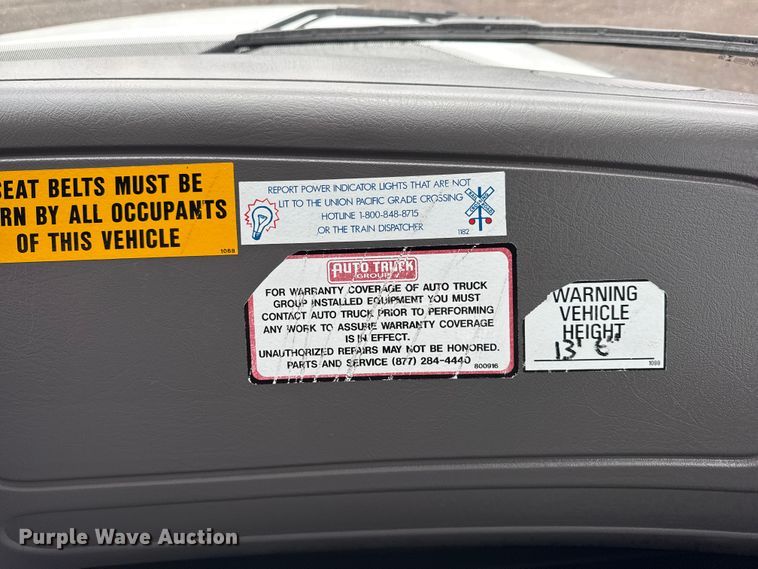 SEAT BELTS MUST BE
RN BY ALL OCCUPANTS
OF THIS VEHICLE
1068
REPORT POWER INDICATOR LIGHTS THAT ARE NOT
LIT TO THE UNION PACIFIC GRADE CROSSING
HOTLINE 1-800-848-8715
OR THE TRAIN DISPATCHER
1182
AUTO TRUCK
GROUP
FOR WARRANTY COVERAGE OF AUTO TRUCK
GROUP INSTALLED EQUIPMENT YOU MUST
CONTACT AUTO TRUCK PRIOR TO PERFORMING
ANY WORK TO ASSURE WARRANTY COVERAGE
IS IN EFFECT.
UNAUTHORIZED REPAIRS MAY NOT BE HONORED.
PARTS AND SERVICE (877) 284-4440
800916
WARNING
VEHICLE
HEIGHT
13'
1099
Purple Wave Auction